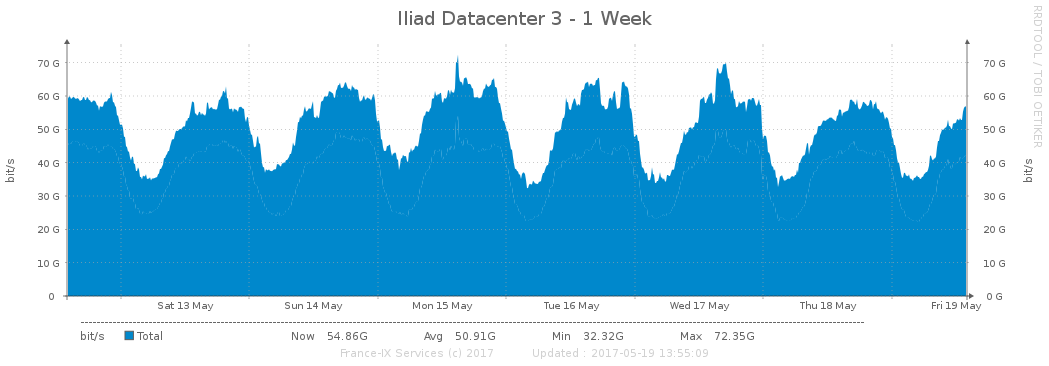 Iliad Datacenter 3 - 1 Week
RRDTOOL / TOBI OETIKER
bit/s
bit/s
70 G
70 G
60 G
60 G
50 G
50 G
40 G
40 G
30 G
30 G
20 G
20 G
10 G
10 G
0
0 G
Sat 13 May Sun 14 May Mon 15 May Tue 16 May Wed 17 May Thu 18 May Fri 19 May
bit/s Total Now 54.86G Avg 50.91G Min 32.32G Max 72.35G
France-IX Services (c) 2017 Updated : 2017-05-19 13:55:09